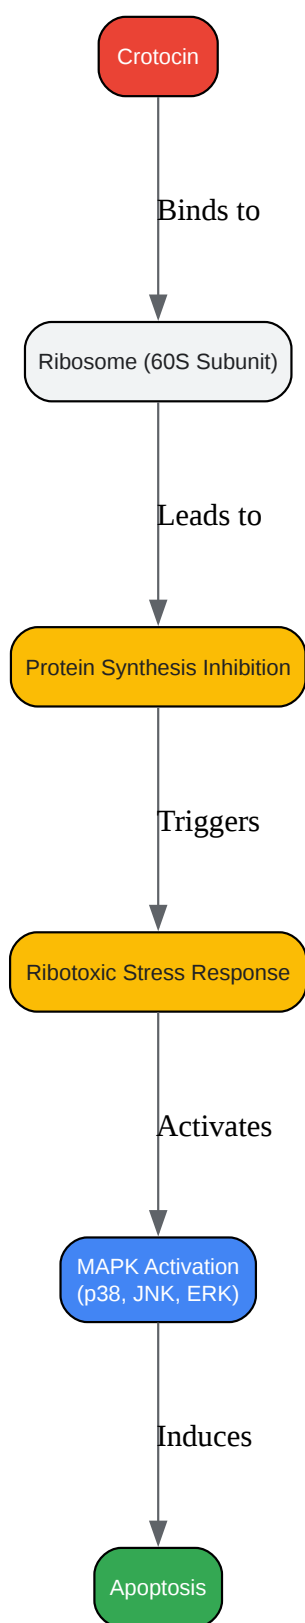 Crotocin
Binds to
Ribosome (60S Subunit)
Leads to
Protein Synthesis Inhibition
Triggers
Ribotoxic Stress Response
Activates
MAPK Activation
(p38, JNK, ERK)
Induces
Apoptosis